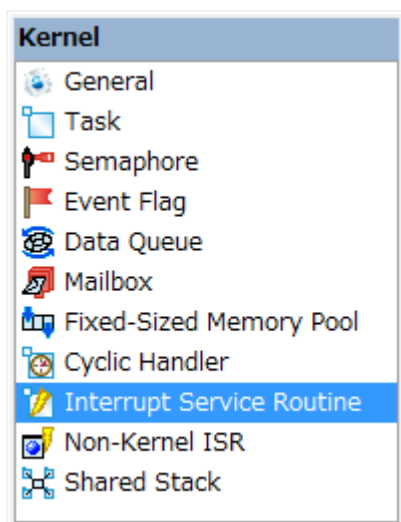 Kernel
General
Task
Semaphore
Event Flag
Data Queue
Mailbox
Fixed-Sized Memory Pool
Cyclic Handler
Interrupt Service Routine
Non-Kernel ISR
Shared Stack